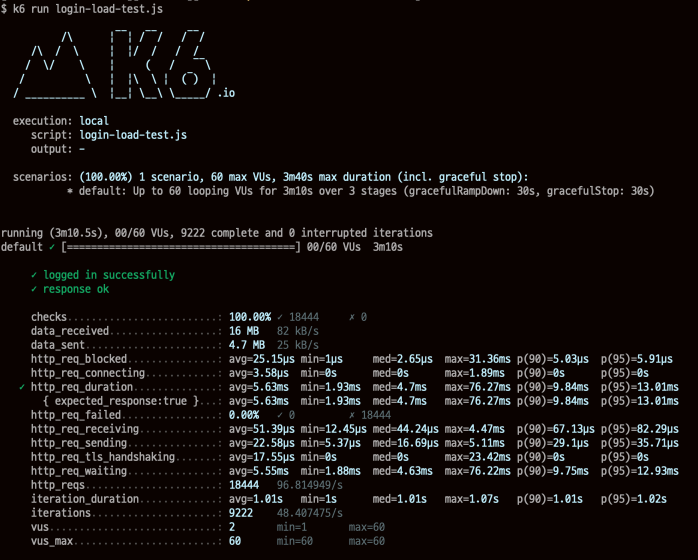 $ k6 run login-load-test.js
.io
execution: local
script: login-load-test.js
output: -
scenarios: (100.00%) 1 scenario, 60 max VUs, 3m40s max duration (incl. graceful stop):
* default: Up to 60 looping VUs for 3m10s over 3 stages (gracefulRampDown: 30s, gracefulStop: 30s)
running (3m10.5s), 00/60 VUs, 9222 complete and 0 interrupted iterations
default ✓ [======================================] 00/60 VUs  3m10s
✓ logged in successfully
✓ response ok
checks.........................: 100.00% ✓ 18444     ✗ 0
data_received..................: 16 MB   82 kB/s
data_sent......................: 4.7 MB  25 kB/s
http_req_blocked...............: avg=25.15µs min=1µs     med=2.65µs  max=31.36ms p(90)=5.03µs  p(95)=5.91µs
http_req_connecting............: avg=3.58µs  min=0s      med=0s      max=1.89ms  p(90)=0s      p(95)=0s
✓ http_req_duration..............: avg=5.63ms  min=1.93ms  med=4.7ms   max=76.27ms p(90)=9.84ms  p(95)=13.01ms
{ expected_response:true }...: avg=5.63ms  min=1.93ms  med=4.7ms   max=76.27ms p(90)=9.84ms  p(95)=13.01ms
http_req_failed................: 0.00%   ✓ 0         ✗ 18444
http_req_receiving.............: avg=51.39µs min=12.45µs med=44.24µs max=4.47ms  p(90)=67.13µs p(95)=82.29µs
http_req_sending...............: avg=22.58µs min=5.37µs  med=16.69µs max=5.11ms  p(90)=29.1µs  p(95)=35.71µs
http_req_tls_handshaking.......: avg=17.55µs min=0s      med=0s      max=23.42ms p(90)=0s      p(95)=0s
http_req_waiting...............: avg=5.55ms  min=1.88ms  med=4.63ms  max=76.22ms p(90)=9.75ms  p(95)=12.93ms
http_reqs......................: 18444   96.814949/s
iteration_duration.............: avg=1.01s   min=1s      med=1.01s   max=1.07s   p(90)=1.01s   p(95)=1.02s
iterations.....................: 9222    48.407475/s
vus............................: 2       min=1       max=60
vus_max........................: 60      min=60      max=60